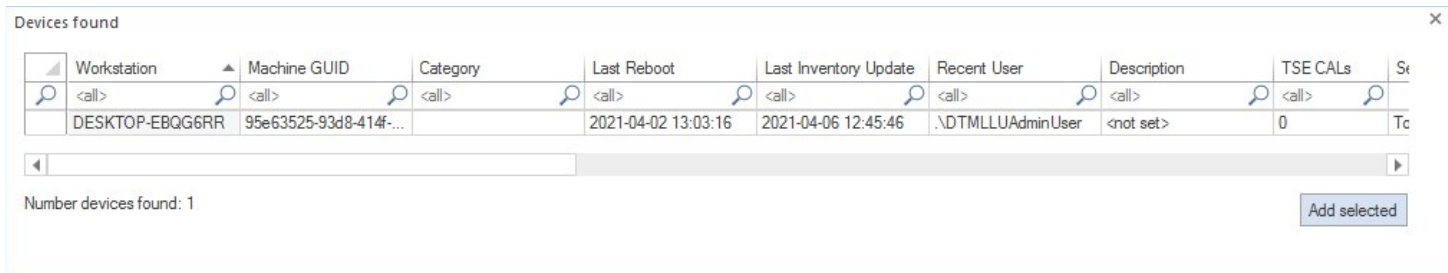 Devices found
Workstation Machine GUID Category Last Reboot Last Inventory Update Recent User Description TSE CALs Se
<all> <all> <all> <all> <all> <all> <all> <all>
DESKTOP-EBQG6RR 95e63525-93d8-414f-... 2021-04-02 13:03:16 2021-04-06 12:45:46 .\DTMLLUAdminUser <not set> 0 To
Number devices found: 1
Add selected